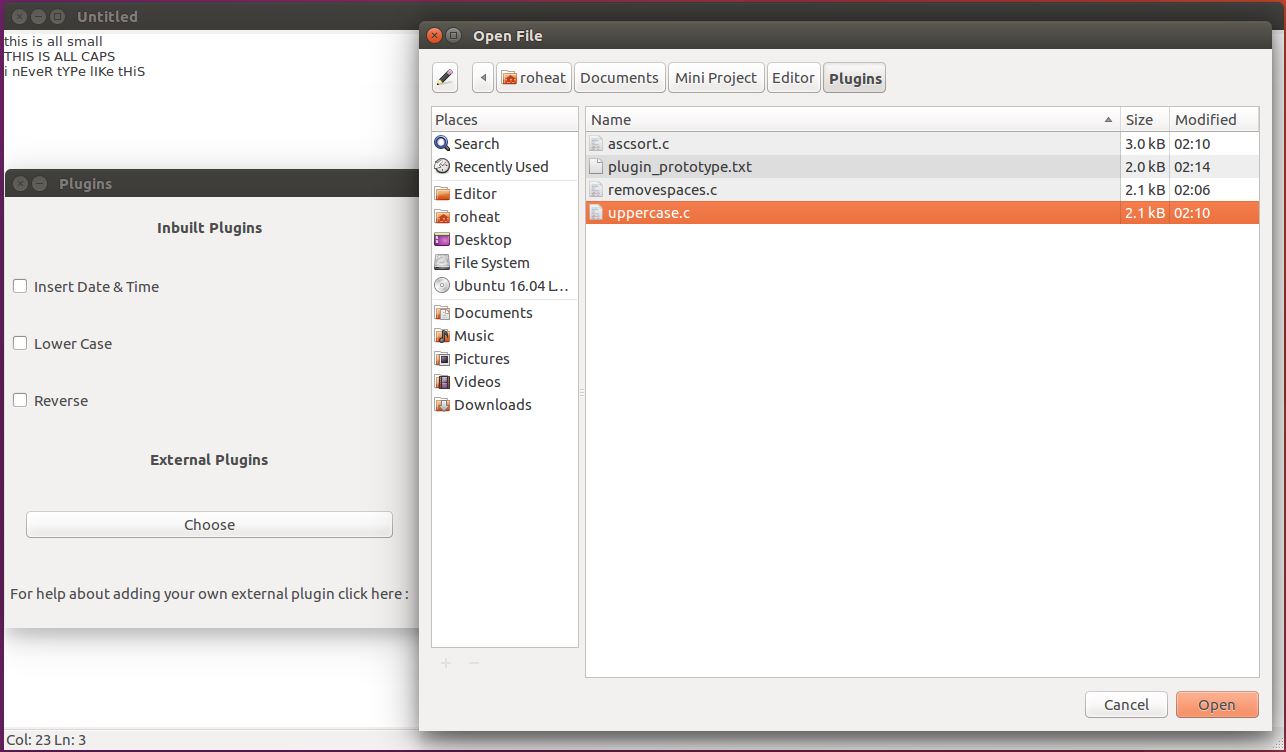 Untitled
this is all small
THIS IS ALL CAPS
i nEveR tYPe lIKe tHiS
Plugins
Inbuilt Plugins
Insert Date & Time
Lower Case
Reverse
External Plugins
Choose
For help about adding your own external plugin click here :
Col: 23 Ln: 3
Open File
roheat Documents Mini Project Editor Plugins
Places
Search
Recently Used
Editor
roheat
Desktop
File System
Ubuntu 16.04 L...
Documents
Music
Pictures
Videos
Downloads
Name Size Modified
ascsort.c 3.0 kB 02:10
plugin_prototype.txt 2.0 kB 02:14
removespaces.c 2.1 kB 02:06
uppercase.c 2.1 kB 02:10
Cancel Open